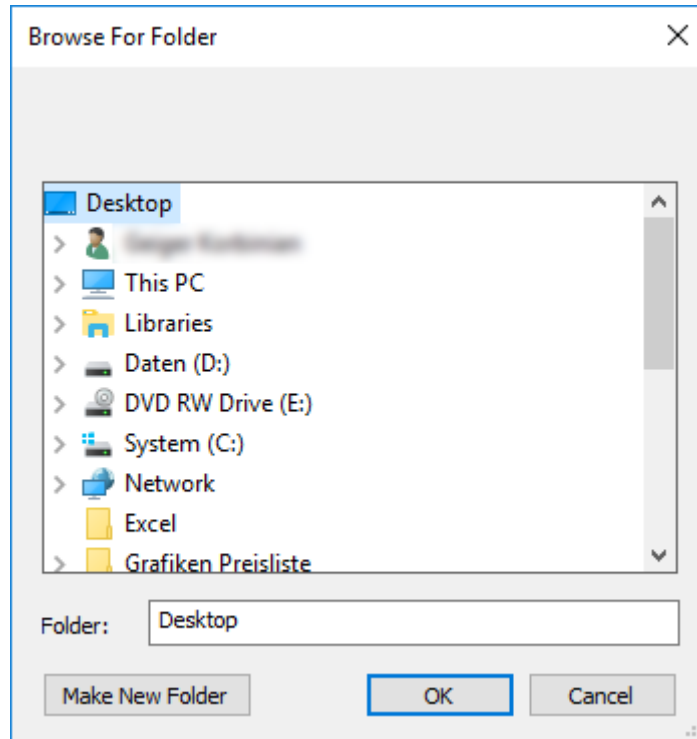 Browse For Folder
Desktop
This PC
Libraries
Daten (D:)
DVD RW Drive (E:)
System (C:)
Network
Excel
Grafiken Preisliste
Folder:
Desktop
Make New Folder
OK
Cancel